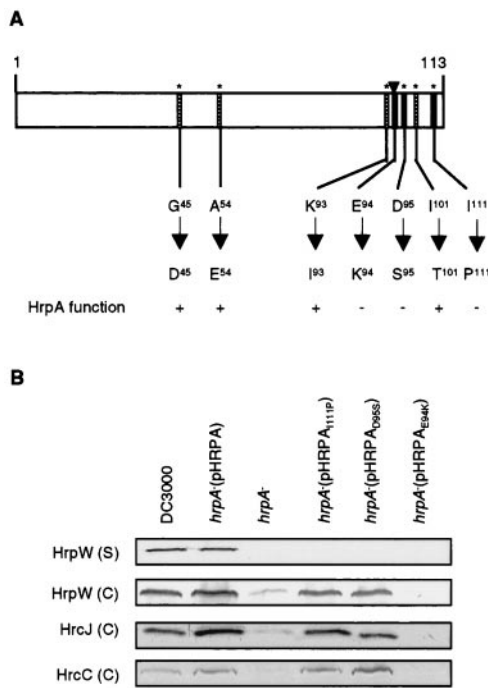 A
1 113
* * * * * *
G45 A54 K93 E94 D95 I101 I111
D45 E54 I93 K94 S95 T101 P111
HrpA function + + + - - + -
B
DC3000
hrpA-(pHRPA)
hrpA-
hrpA-(pHRPAI111P)
hrpA-(pHRPAD95S)
hrpA-(pHRPAE94K)
HrpW (S)
HrpW (C)
HrcJ (C)
HrcC (C)